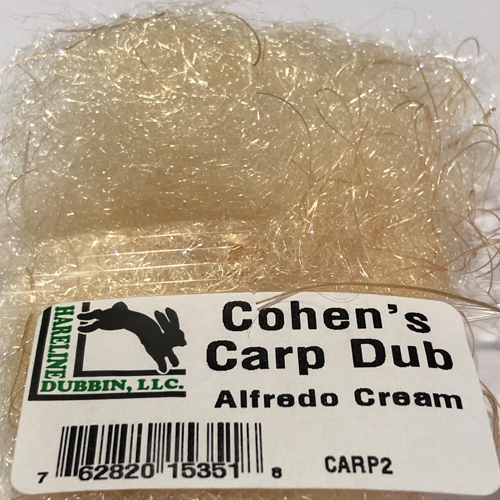 Cohen's
Carp Dub
Alfredo Cream
HARELINE
DUBBIN, LLC.
7 62820 15351 8
CARP2